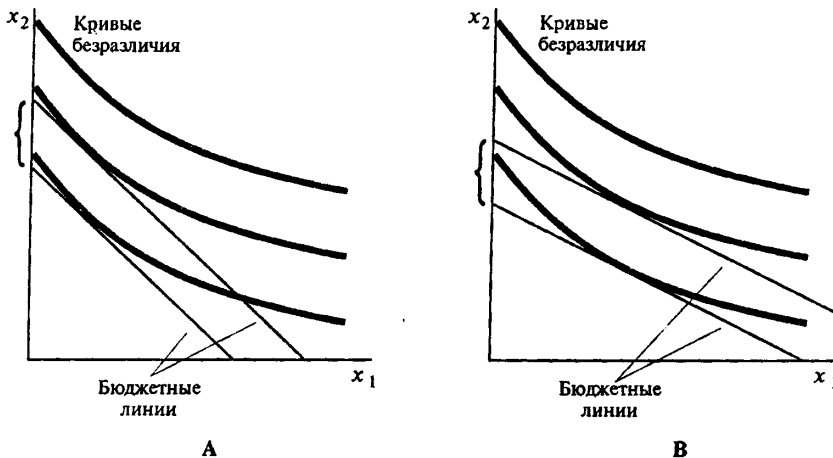 x2
Кривые
безразличия
{
x1
Бюджетные
линии
А
x2
Кривые
безразличия
{
x
Бюджетные
линии
В